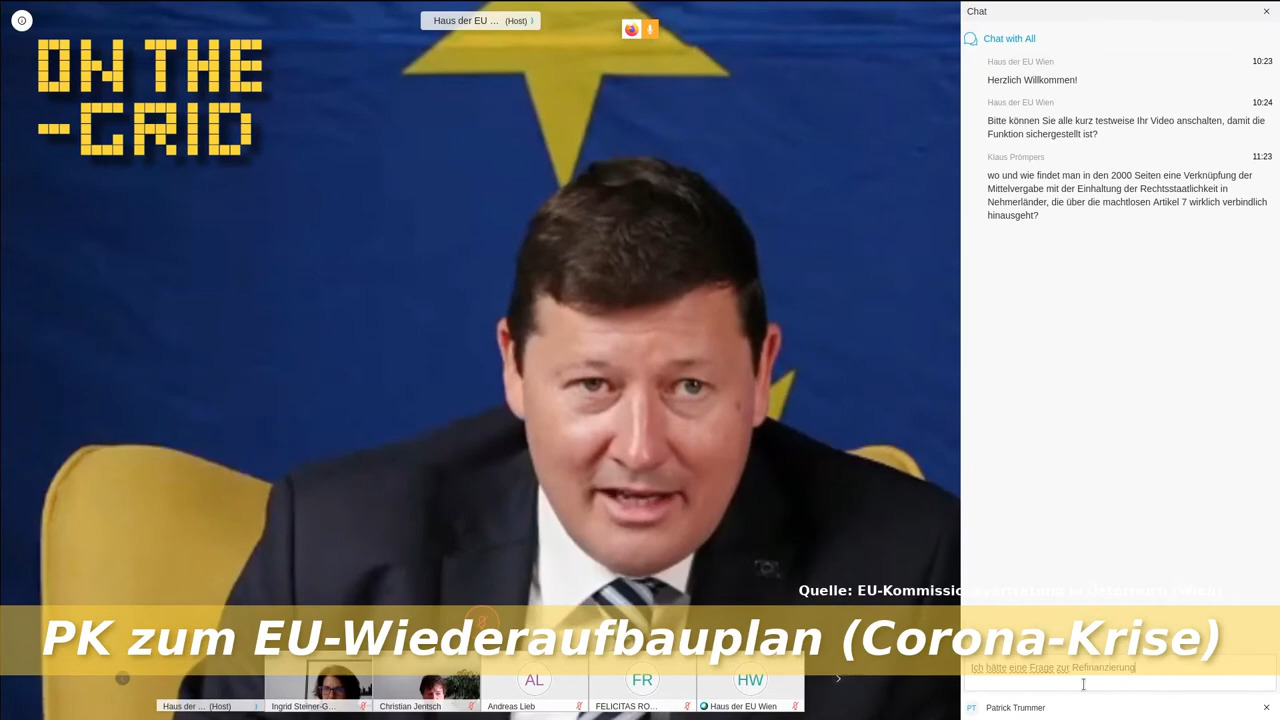 Haus der EU ... (Host)
ON THE
-GRID
Chat
Chat with All
Haus der EU Wien 10:23
Herzlich Willkommen!
Haus der EU Wien 10:24
Bitte können Sie alle kurz testweise Ihr Video anschalten, damit die
Funktion sichergestellt ist?
Klaus Prömpers 11:23
wo und wie findet man in den 2000 Seiten eine Verknüpfung der
Mittelvergabe mit der Einhaltung der Rechtsstaatlichkeit in
Nehmerländer, die über die machtlosen Artikel 7 wirklich verbindlich
hinausgeht?
Quelle: EU-Kommissionsvertretung in Österreich (Wien)
PK zum EU-Wiederaufbauplan (Corona-Krise)
Ich hätte eine Frage zur Refinanzierung
AL
FR
HW
Haus der ... (Host)
Ingrid Steiner-G...
Christian Jentsch
Andreas Lieb
FELICITAS RO...
Haus der EU Wien
PT Patrick Trummer